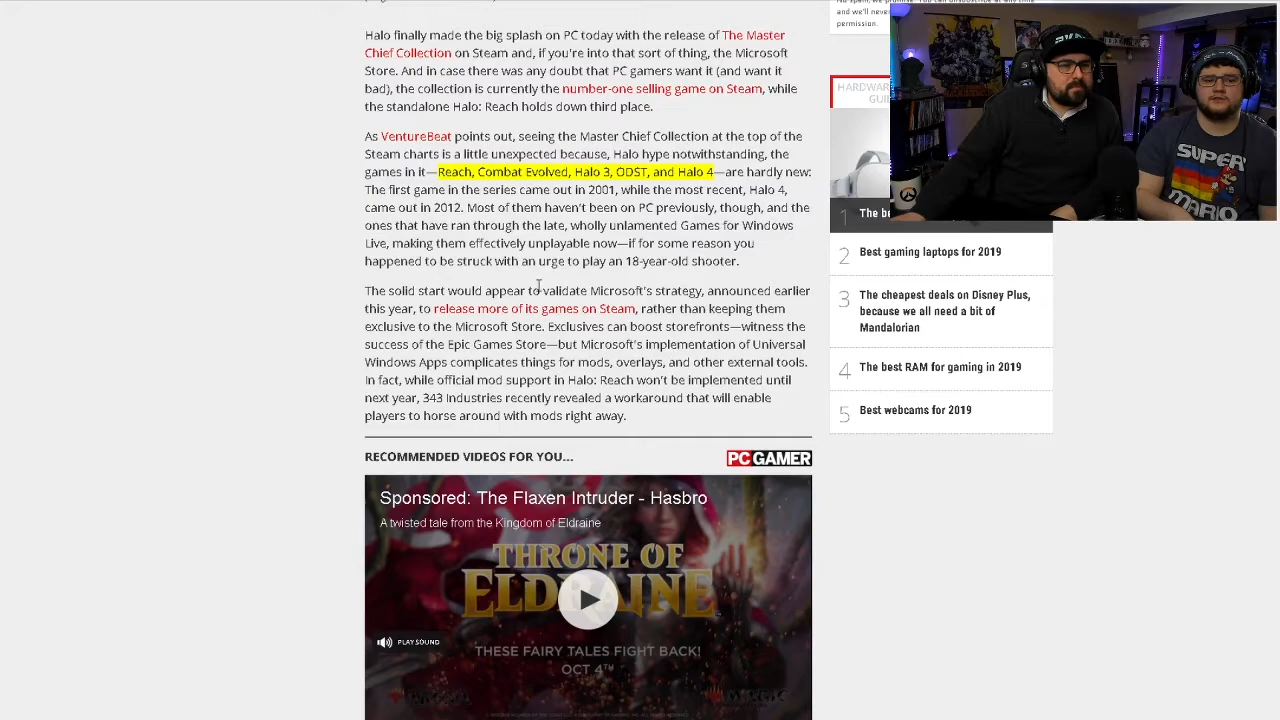 and we'll never
permission.
Halo finally made the big splash on PC today with the release of The Master
Chief Collection on Steam and, if you're into that sort of thing, the Microsoft
Store. And in case there was any doubt that PC gamers want it (and want it
bad), the collection is currently the number-one selling game on Steam, while
the standalone Halo: Reach holds down third place.
As VentureBeat points out, seeing the Master Chief Collection at the top of the
Steam charts is a little unexpected because, Halo hype notwithstanding, the
games in it—Reach, Combat Evolved, Halo 3, ODST, and Halo 4—are hardly new:
The first game in the series came out in 2001, while the most recent, Halo 4,
came out in 2012. Most of them haven't been on PC previously, though, and the
ones that have ran through the late, wholly unlamented Games for Windows
Live, making them effectively unplayable now—if for some reason you
happened to be struck with an urge to play an 18-year-old shooter.
The solid start would appear to validate Microsoft's strategy, announced earlier
this year, to release more of its games on Steam, rather than keeping them
exclusive to the Microsoft Store. Exclusives can boost storefronts—witness the
success of the Epic Games Store—but Microsoft's implementation of Universal
Windows Apps complicates things for mods, overlays, and other external tools.
In fact, while official mod support in Halo: Reach won't be implemented until
next year, 343 Industries recently revealed a workaround that will enable
players to horse around with mods right away.
RECOMMENDED VIDEOS FOR YOU...
PC GAMER
Sponsored: The Flaxen Intruder - Hasbro
A twisted tale from the Kingdom of Eldraine
THRONE OF
ELDRAINE
PLAY SOUND
THESE FAIRY TALES FIGHT BACK!
OCT 4TH
HARDWARE
1 The be
2 Best gaming laptops for 2019
3 The cheapest deals on Disney Plus,
because we all need a bit of
Mandalorian
4 The best RAM for gaming in 2019
5 Best webcams for 2019
SUPER
MARIO